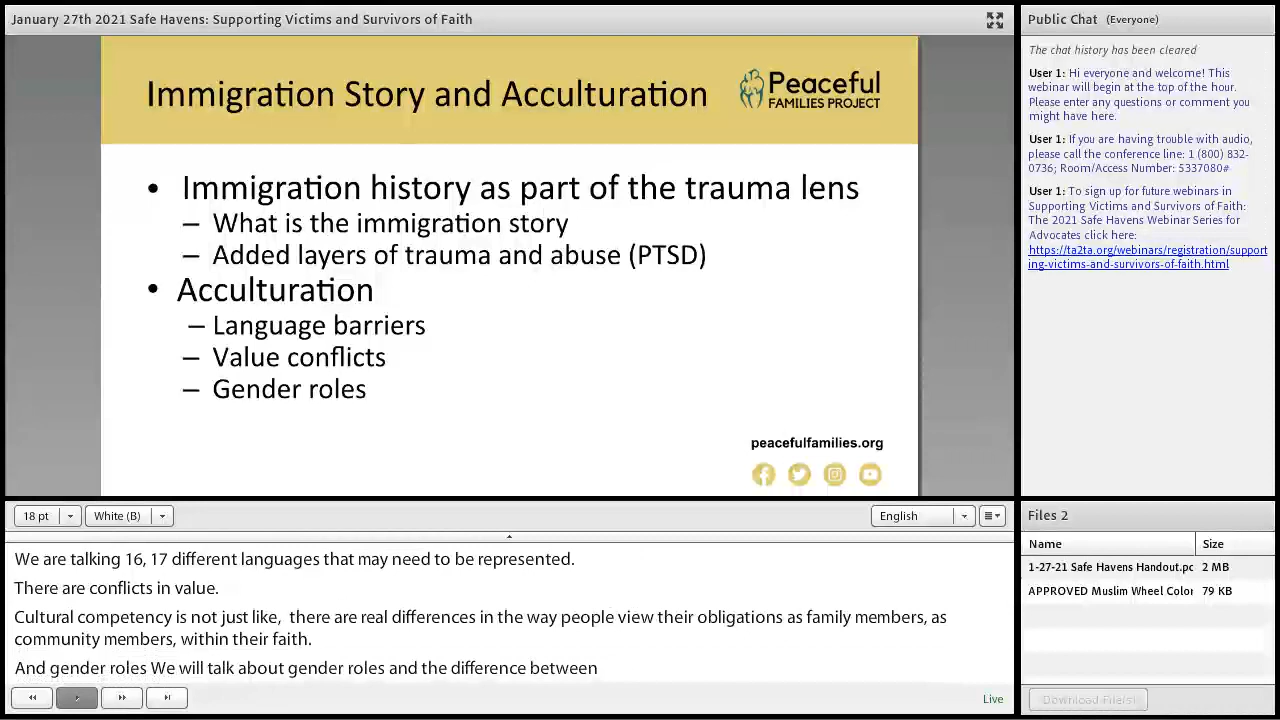 January 27th 2021 Safe Havens: Supporting Victims and Survivors of Faith
Immigration Story and Acculturation
Peaceful
FAMILIES PROJECT
• Immigration history as part of the trauma lens
– What is the immigration story
– Added layers of trauma and abuse (PTSD)
• Acculturation
– Language barriers
– Value conflicts
– Gender roles
peacefulfamilies.org
18 pt
White (B)
English
We are talking 16, 17 different languages that may need to be represented.
There are conflicts in value.
Cultural competency is not just like,  there are real differences in the way people view their obligations as family members, as
community members, within their faith.
And gender roles We will talk about gender roles and the difference between
Live
Public Chat (Everyone)
The chat history has been cleared
User 1: Hi everyone and welcome! This
webinar will begin at the top of the hour.
Please enter any questions or comment you
might have here.
User 1: If you are having trouble with audio,
please call the conference line: 1 (800) 832-
0736; Room/Access Number: 5337080#
User 1: To sign up for future webinars in
Supporting Victims and Survivors of Faith:
The 2021 Safe Havens Webinar Series for
Advocates click here:
https://ta2ta.org/webinars/registration/support
ing-victims-and-survivors-of-faith.html
Files 2
Name Size
1-27-21 Safe Havens Handout.pc 2 MB
APPROVED Muslim Wheel Color 79 KB
Download File(s)